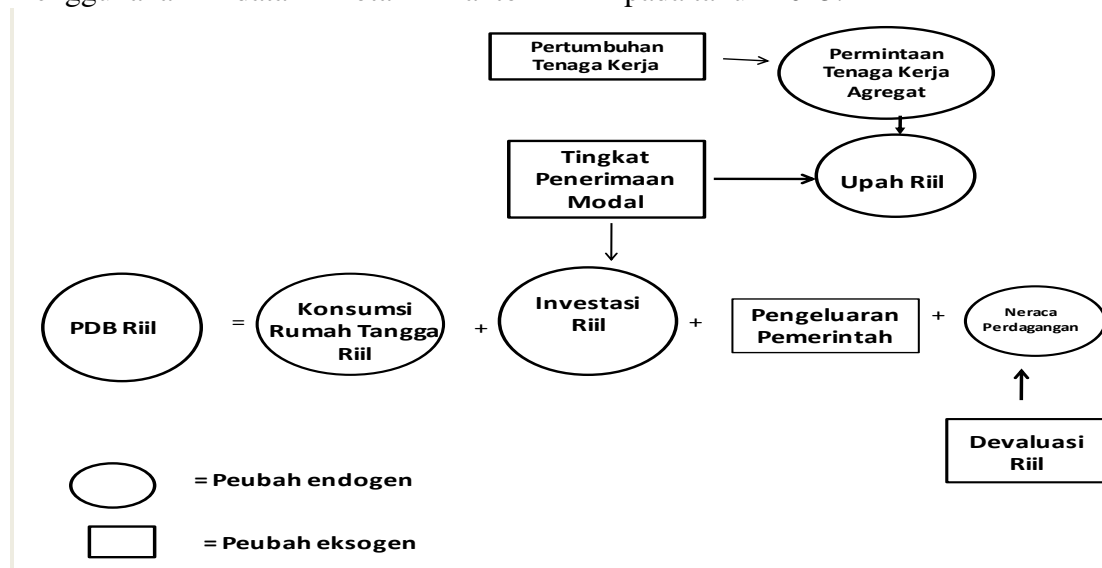 Pertumbuhan
Tenaga Kerja
Permintaan
Tenaga Kerja
Agregat
Tingkat
Penerimaan
Modal
Upah Riil
PDB Riil
=
Konsumsi
Rumah Tangga
Riil
+
Investasi
Riil
+
Pengeluaran
Pemerintah
+
Neraca
Perdagangan
Devaluasi
Riil
= Peubah endogen
= Peubah eksogen